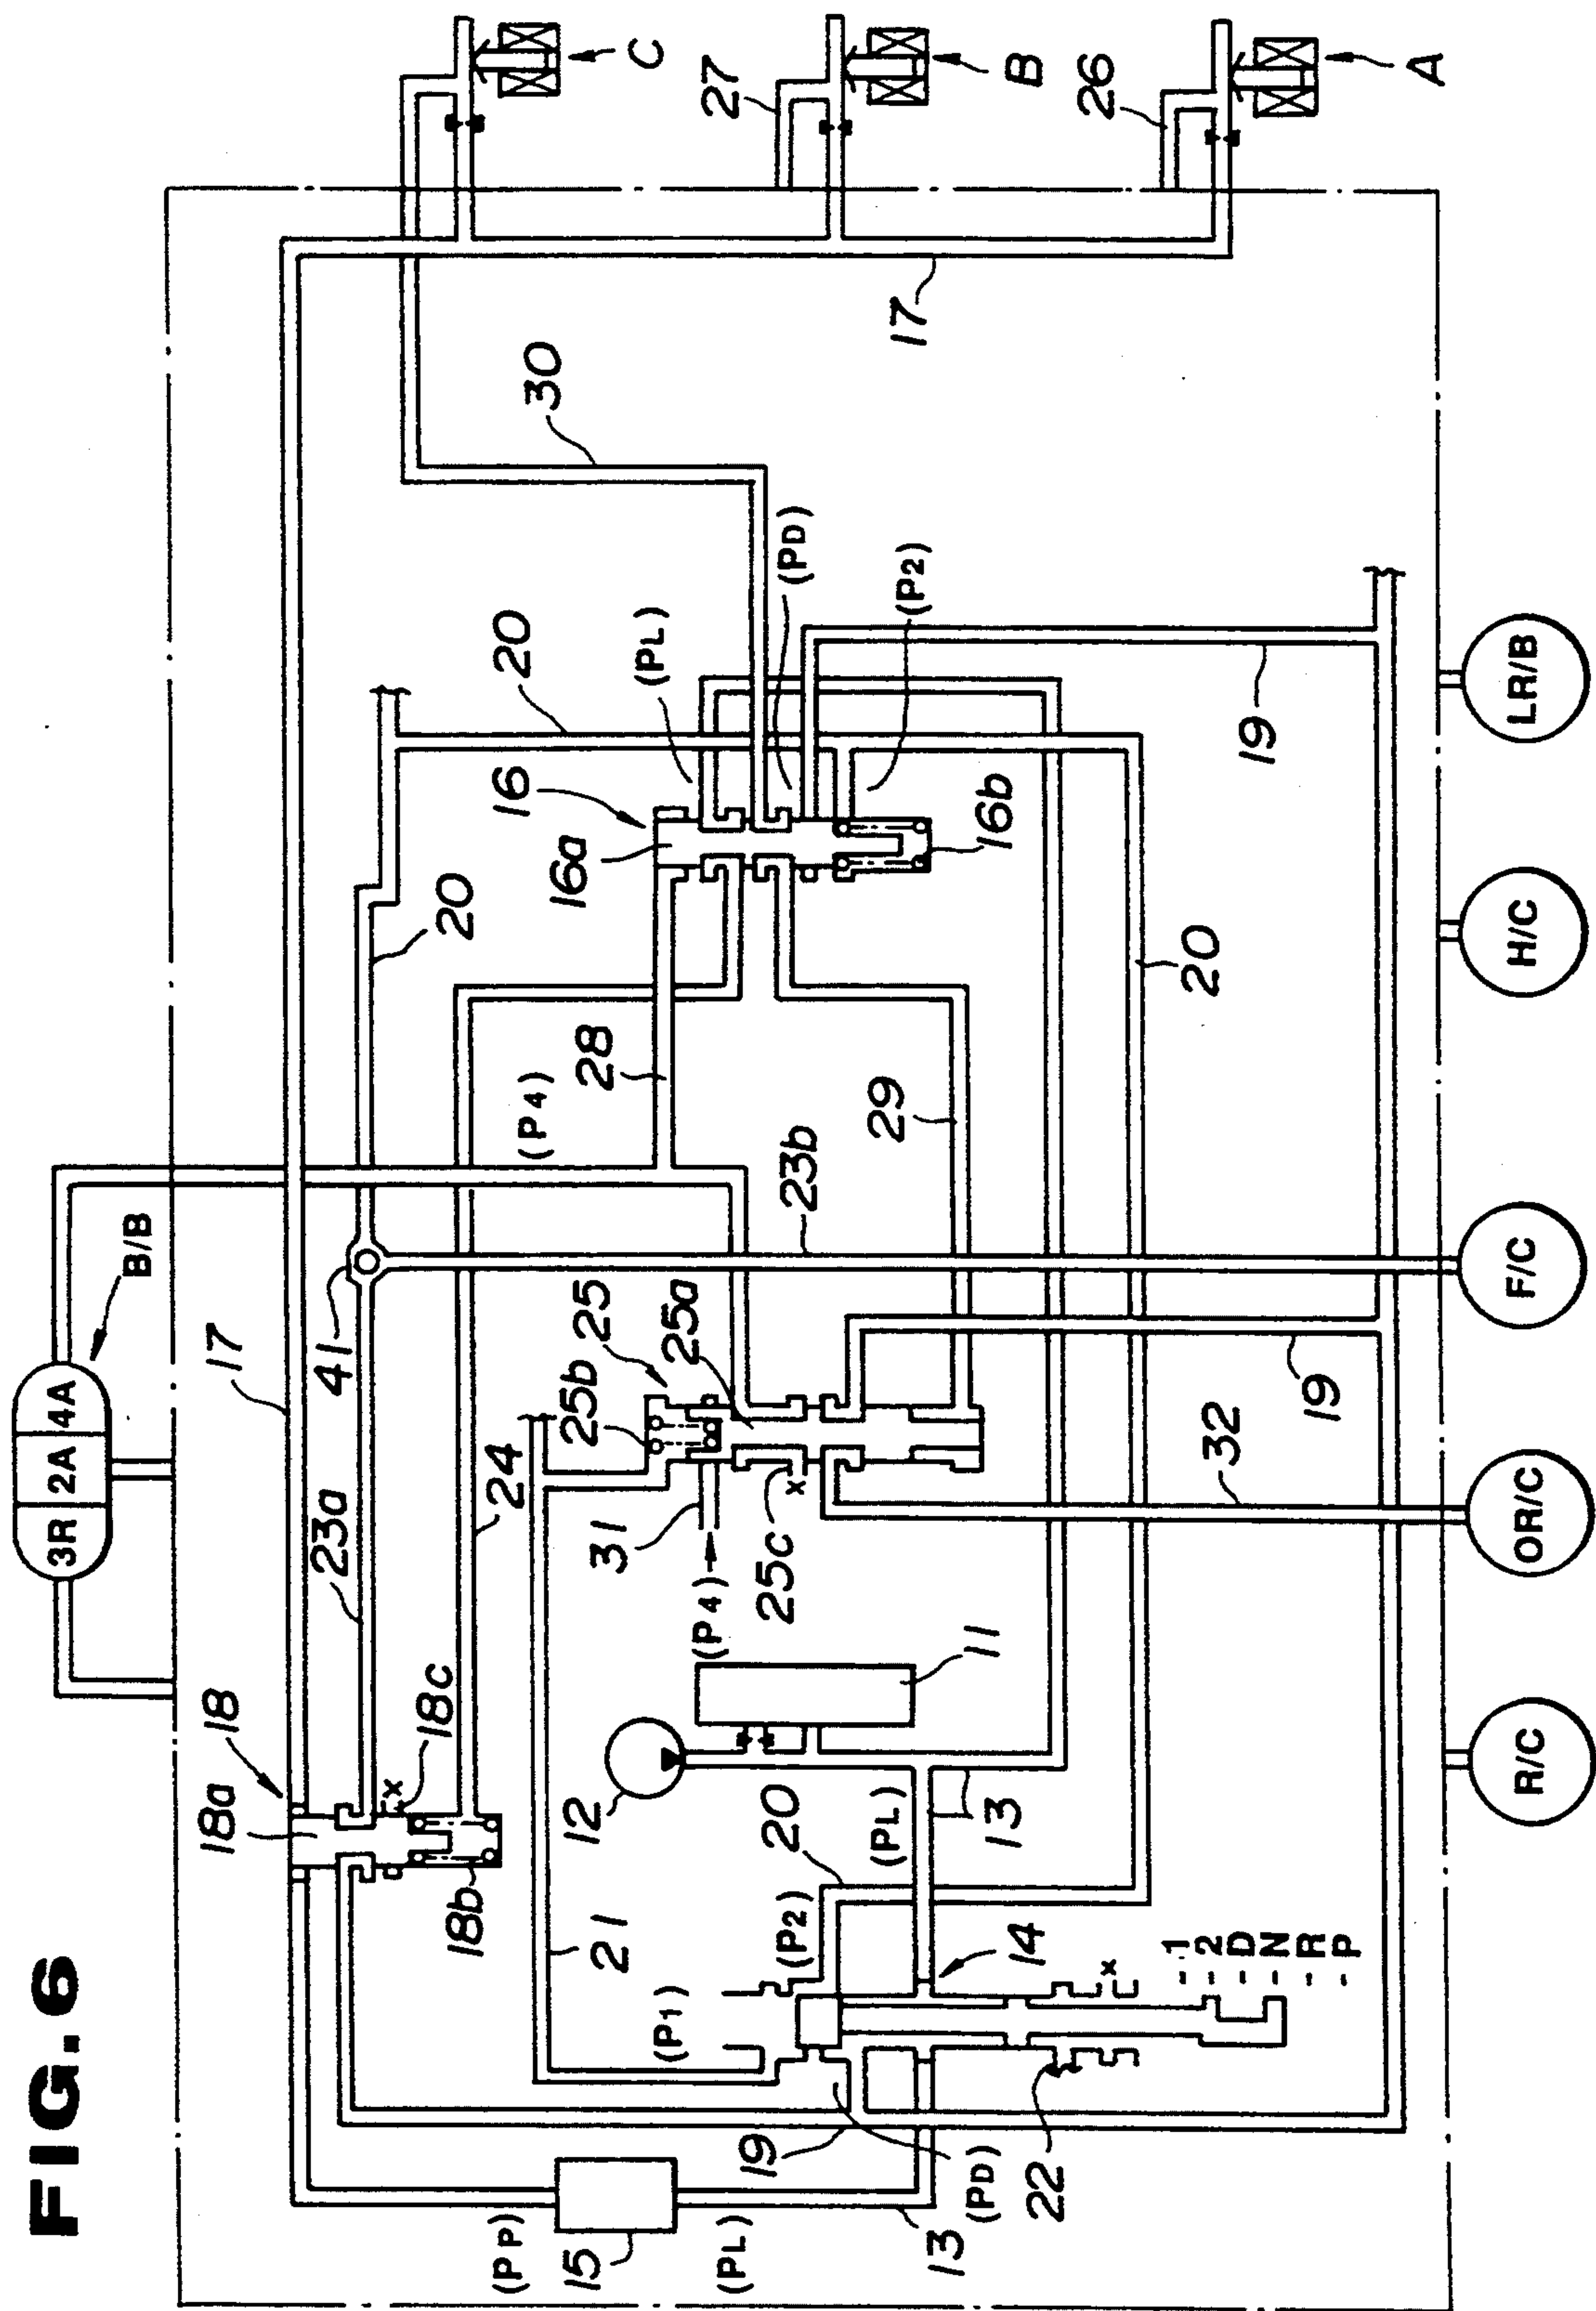 FIG.6
3R 2A 4A
B/B
17
18
18a
18b
18c
x
23a
41
20
24
21
(PP)
15
(PL)
13
19
(PD)
22
(P1)
(P2)
20
14
x
1
2
D
N
R
P
12
11
(PL)
13
31
(P4)
25
25a
25b
25c
x
32
19
23b
(P4)
28
29
20
16
16a
16b
20
(PL)
(PD)
(P2)
19
30
17
C
27
B
26
A
R/C
OR/C
F/C
H/C
LR/B